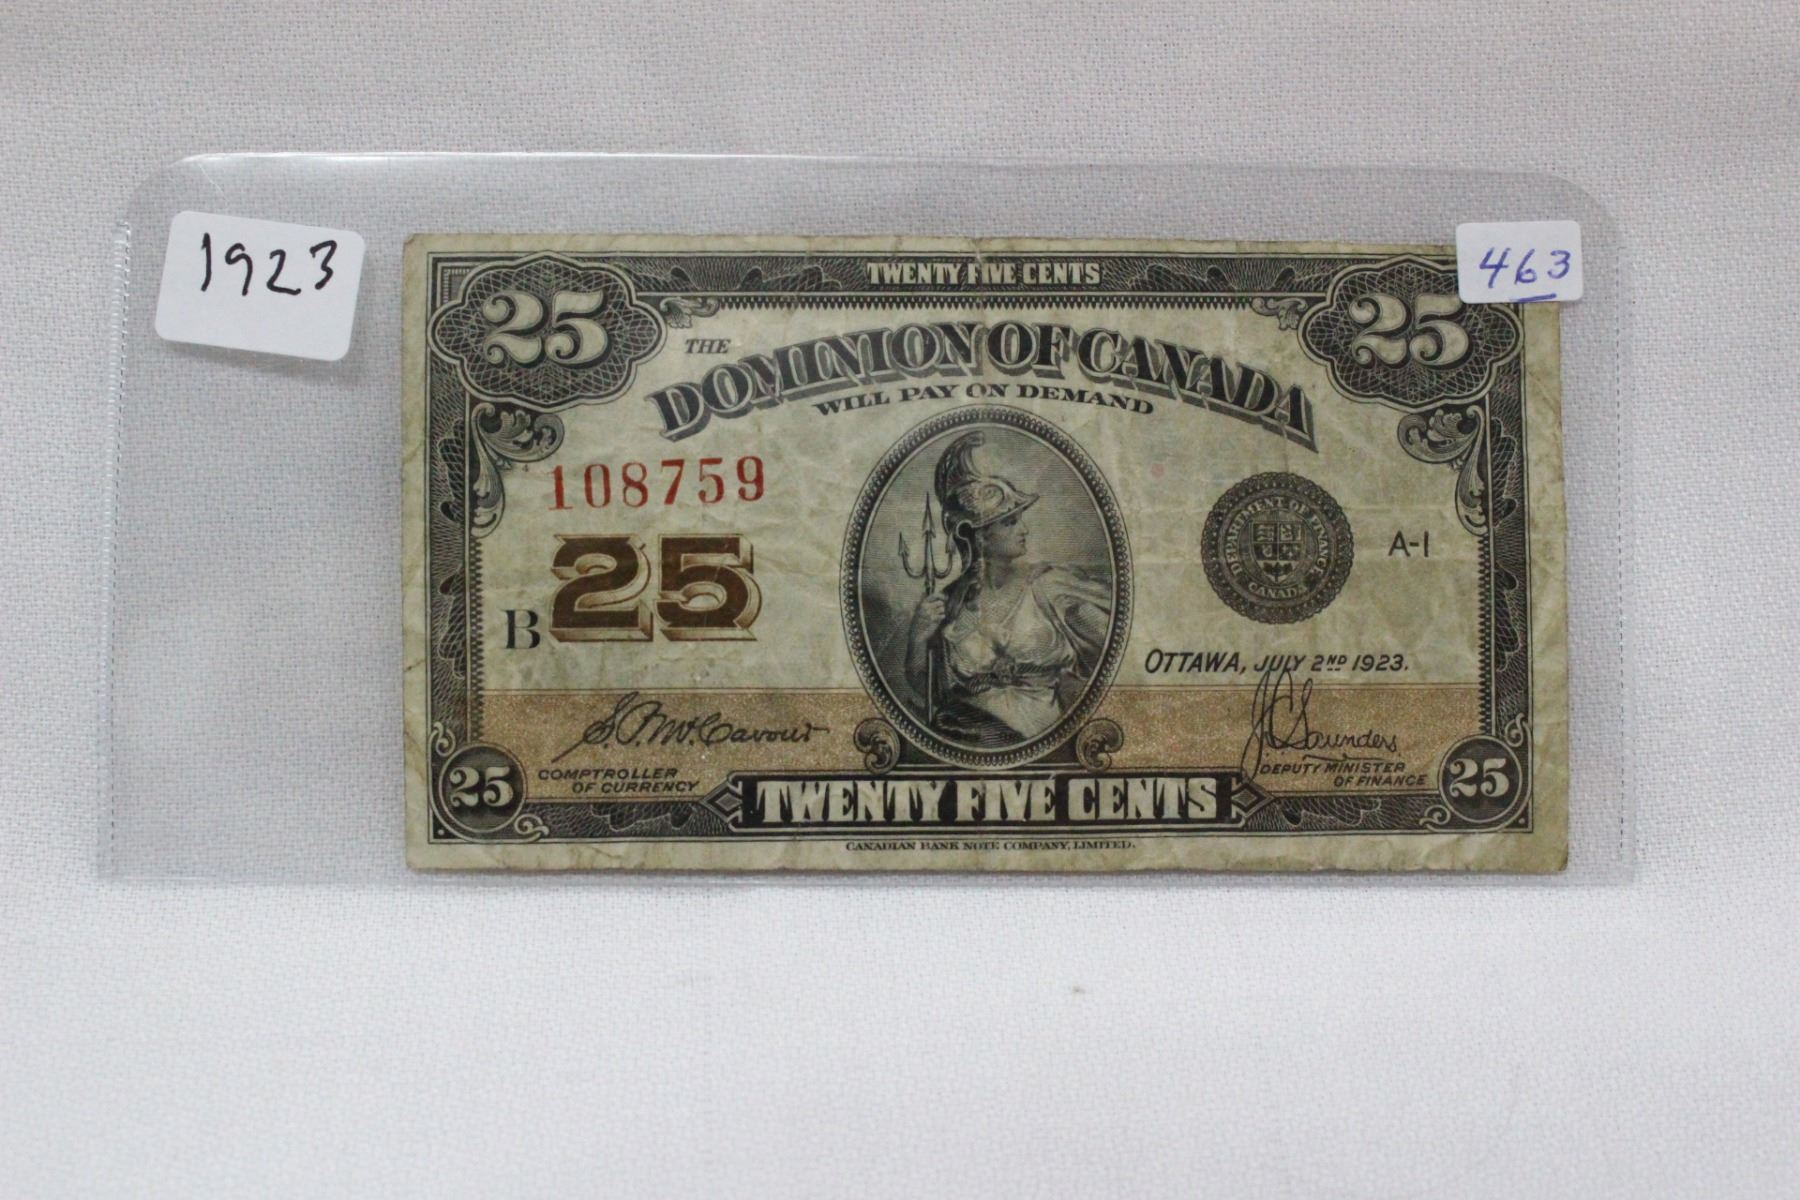 1923
463
TWENTY FIVE CENTS
25 25
THE DOMINION OF CANADA
WILL PAY ON DEMAND
108759
B 25
DEPARTMENT OF FINANCE
CANADA
A-1
OTTAWA, JULY 2ND 1923.
COMPTROLLER
OF CURRENCY
J.C. Saunders
DEPUTY MINISTER
OF FINANCE
25 TWENTY FIVE CENTS 25
CANADIAN BANK NOTE COMPANY, LIMITED.